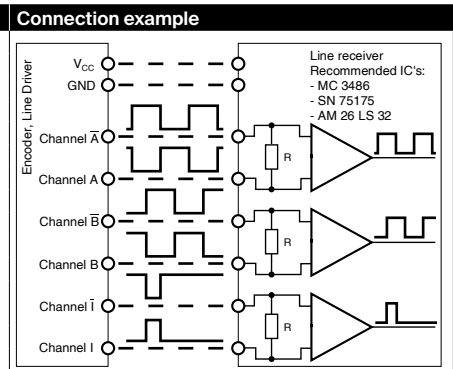 Connection example
Encoder, Line Driver
V_CC
GND
Channel A̅
Channel A
Channel B̅
Channel B
Channel I̅
Channel I
Line receiver
Recommended IC's:
- MC 3486
- SN 75175
- AM 26 LS 32
R
R
R